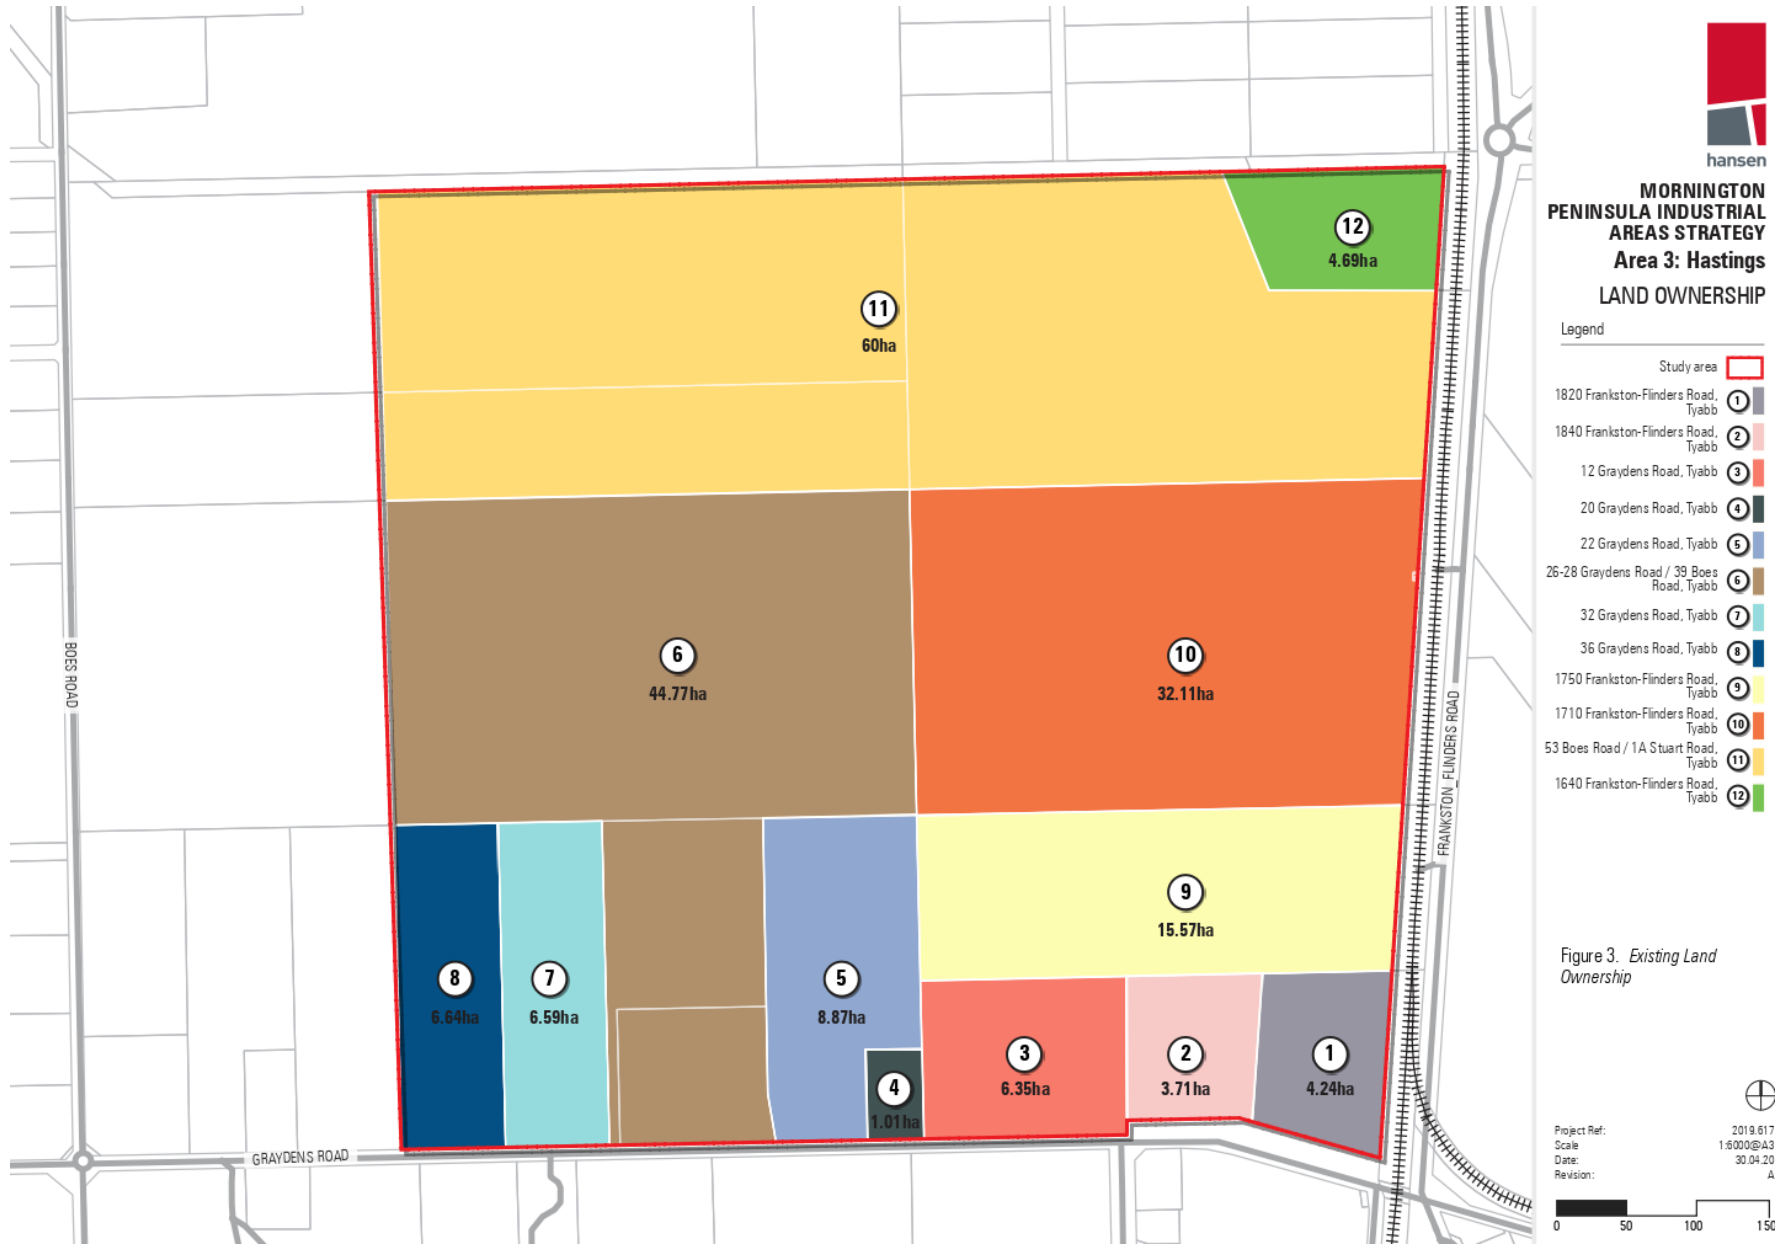 hansen
MORNINGTON
PENINSULA INDUSTRIAL
AREAS STRATEGY
Area 3: Hastings
LAND OWNERSHIP
Legend
Study area
1820 Frankston-Flinders Road,
Tyabb
1
1840 Frankston-Flinders Road,
Tyabb
2
12 Graydens Road, Tyabb
3
20 Graydens Road, Tyabb
4
22 Graydens Road, Tyabb
5
26-28 Graydens Road / 39 Boes
Road, Tyabb
6
32 Graydens Road, Tyabb
7
36 Graydens Road, Tyabb
8
1750 Frankston-Flinders Road,
Tyabb
9
1710 Frankston-Flinders Road,
Tyabb
10
53 Boes Road / 1A Stuart Road,
Tyabb
11
1640 Frankston-Flinders Road,
Tyabb
12
Figure 3. Existing Land
Ownership
Project Ref: 2019.617
Scale 1:6000@A3
Date: 30.04.20
Revision: A
0 50 100 150
12
4.69ha
11
60ha
6
44.77ha
10
32.11ha
9
15.57ha
8
6.64ha
7
6.59ha
5
8.87ha
4
1.01ha
3
6.35ha
2
3.71ha
1
4.24ha
BOES ROAD
GRAYDENS ROAD
FRANKSTON_FLINDERS ROAD